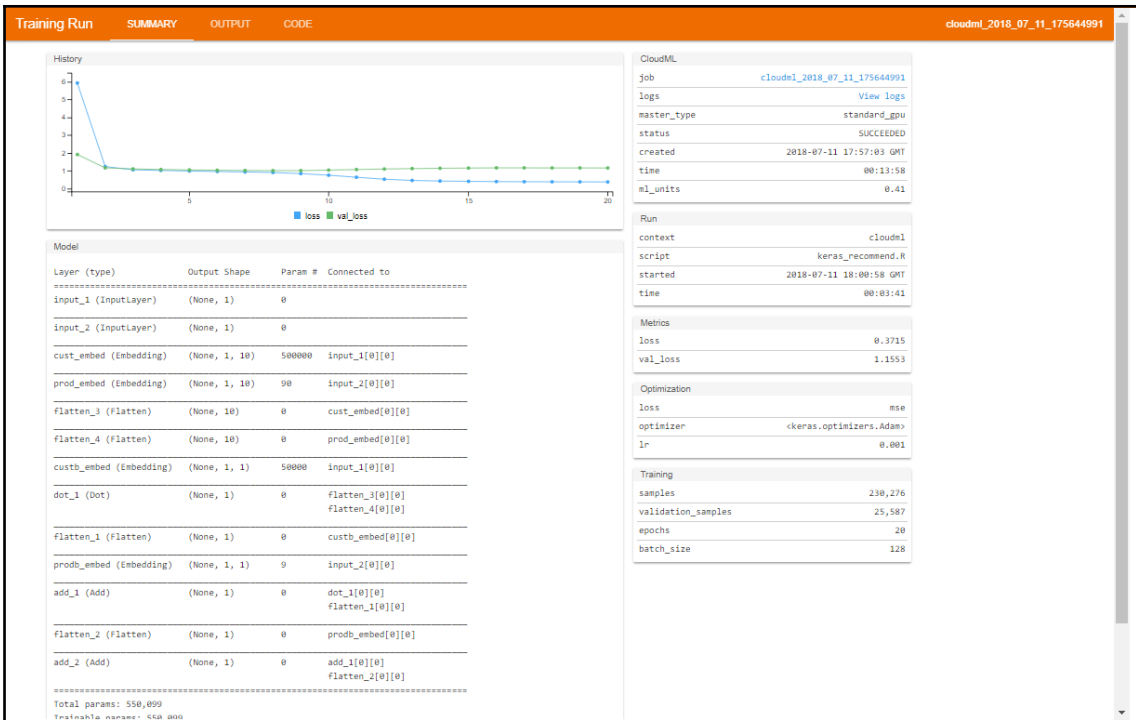 Training Run SUMMARY OUTPUT CODE cloudml_2018_07_11_175644991
History
6
5
4
3
2
1
0
5 10 15 20
loss val_loss
Model
Layer (type) Output Shape Param # Connected to
================================================================================
input_1 (InputLayer) (None, 1) 0
input_2 (InputLayer) (None, 1) 0
cust_embed (Embedding) (None, 1, 10) 500000 input_1[0][0]
prod_embed (Embedding) (None, 1, 10) 90 input_2[0][0]
flatten_3 (Flatten) (None, 10) 0 cust_embed[0][0]
flatten_4 (Flatten) (None, 10) 0 prod_embed[0][0]
custb_embed (Embedding) (None, 1, 1) 50000 input_1[0][0]
dot_1 (Dot) (None, 1) 0 flatten_3[0][0]
flatten_4[0][0]
flatten_1 (Flatten) (None, 1) 0 custb_embed[0][0]
prodb_embed (Embedding) (None, 1, 1) 9 input_2[0][0]
add_1 (Add) (None, 1) 0 dot_1[0][0]
flatten_1[0][0]
flatten_2 (Flatten) (None, 1) 0 prodb_embed[0][0]
add_2 (Add) (None, 1) 0 add_1[0][0]
flatten_2[0][0]
================================================================================
Total params: 550,099
Trainable params: 550,099
CloudML
job cloudml_2018_07_11_175644991
logs View logs
master_type standard_gpu
status SUCCEEDED
created 2018-07-11 17:57:03 GMT
time 00:13:58
ml_units 0.41
Run
context cloudml
script keras_recommend.R
started 2018-07-11 18:00:58 GMT
time 00:03:41
Metrics
loss 0.3715
val_loss 1.1553
Optimization
loss mse
optimizer <keras.optimizers.Adam>
lr 0.001
Training
samples 230,276
validation_samples 25,587
epochs 20
batch_size 128